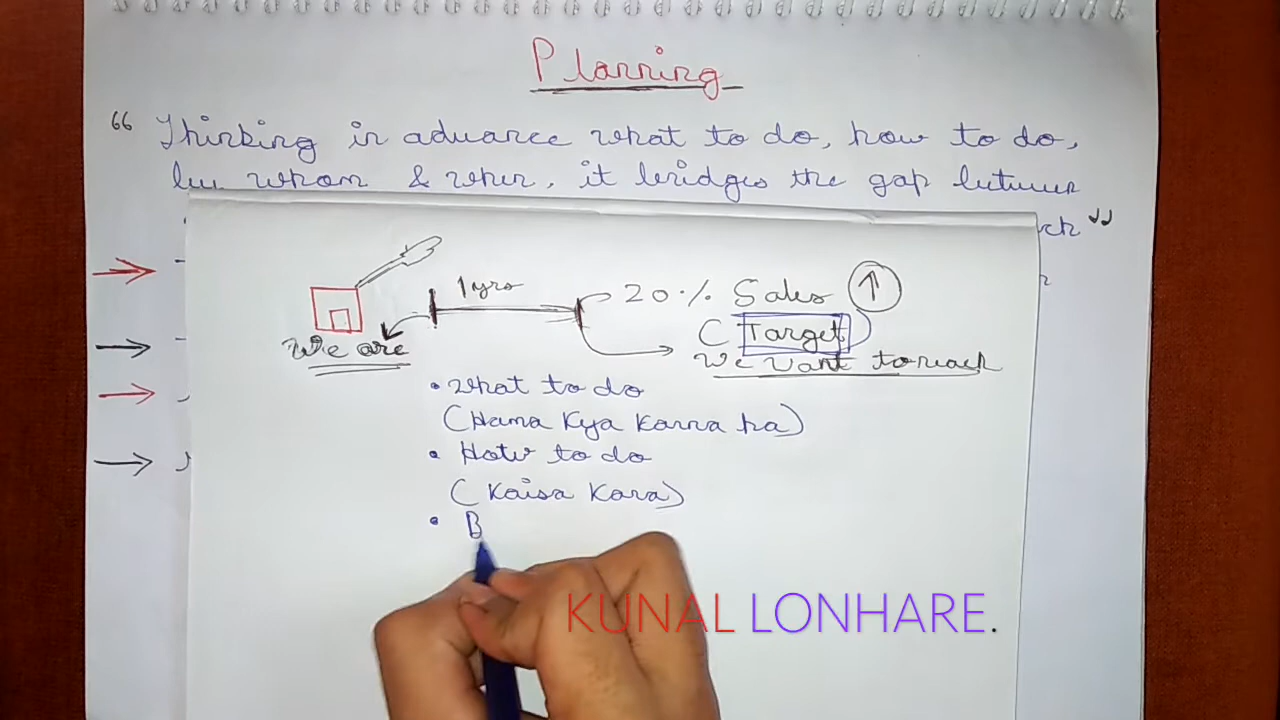 Planning
“ Thinking in advance what to do, how to do,
by whom & when, it bridges the gap between
ch ”
1 yrs
20 % Sales ↑
( Target
We are
We want to reach
• What to do
(Hama Kya Karna ha)
• How to do
( Kaisa Kara)
• B
KUNAL LONHARE.